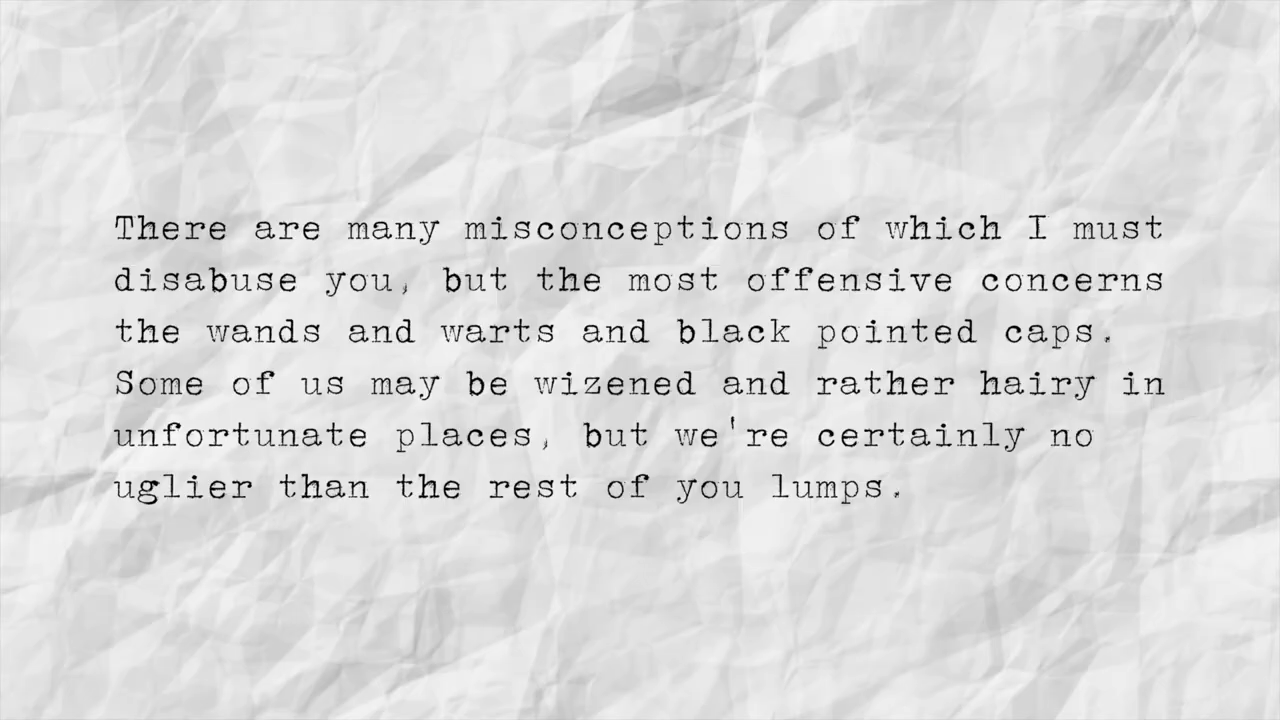 There are many misconceptions of which I must
disabuse you, but the most offensive concerns
the wands and warts and black pointed caps.
Some of us may be wizened and rather hairy in
unfortunate places, but we're certainly no
uglier than the rest of you lumps.